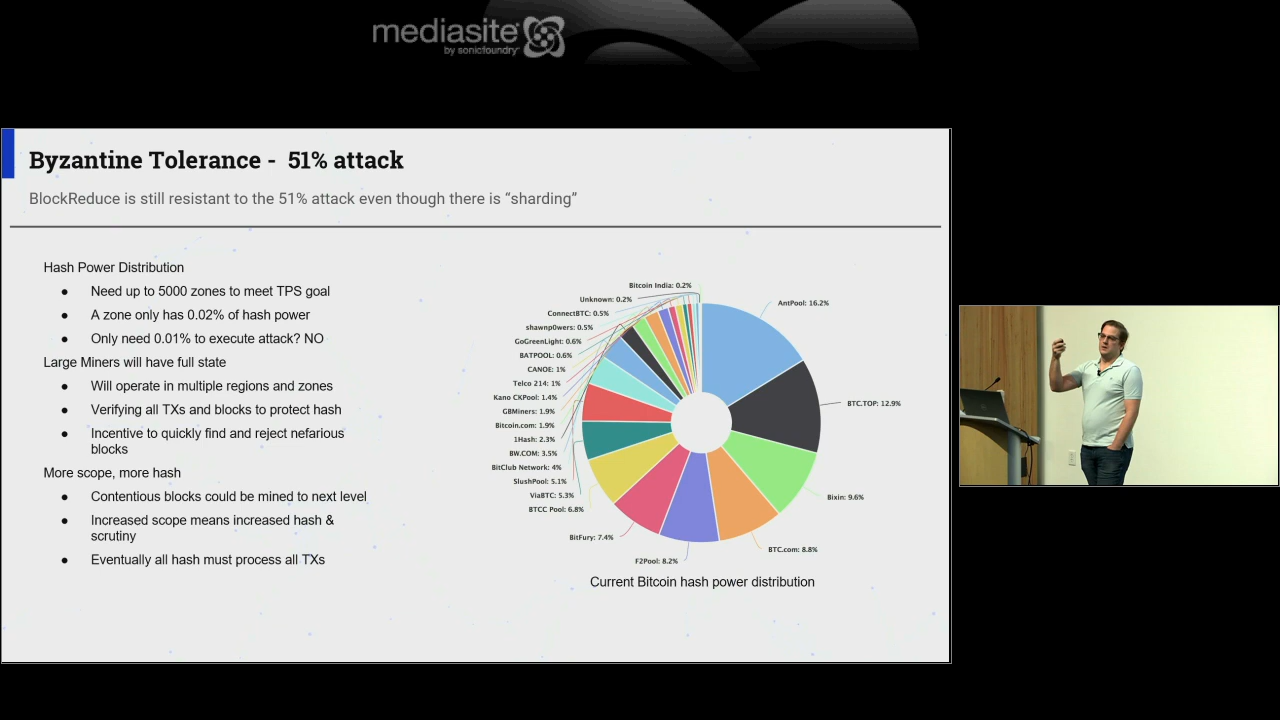 mediasite
by sonicfoundry
Byzantine Tolerance - 51% attack
BlockReduce is still resistant to the 51% attack even though there is “sharding”
Hash Power Distribution
● Need up to 5000 zones to meet TPS goal
● A zone only has 0.02% of hash power
● Only need 0.01% to execute attack? NO
Large Miners will have full state
● Will operate in multiple regions and zones
● Verifying all TXs and blocks to protect hash
● Incentive to quickly find and reject nefarious
blocks
More scope, more hash
● Contentious blocks could be mined to next level
● Increased scope means increased hash &
scrutiny
● Eventually all hash must process all TXs
Bitcoin India: 0.2%
Unknown: 0.2%
ConnectBTC: 0.5%
shawnp0wers: 0.5%
GoGreenLight: 0.6%
BATPOOL: 0.6%
CANOE: 1%
Telco 214: 1%
Kano CKPool: 1.4%
GBMiners: 1.9%
Bitcoin.com: 1.9%
1Hash: 2.3%
BW.COM: 3.5%
BitClub Network: 4%
SlushPool: 5.1%
ViaBTC: 5.3%
BTCC Pool: 6.8%
BitFury: 7.4%
F2Pool: 8.2%
BTC.com: 8.8%
Bixin: 9.6%
BTC.TOP: 12.9%
AntPool: 16.2%
Current Bitcoin hash power distribution